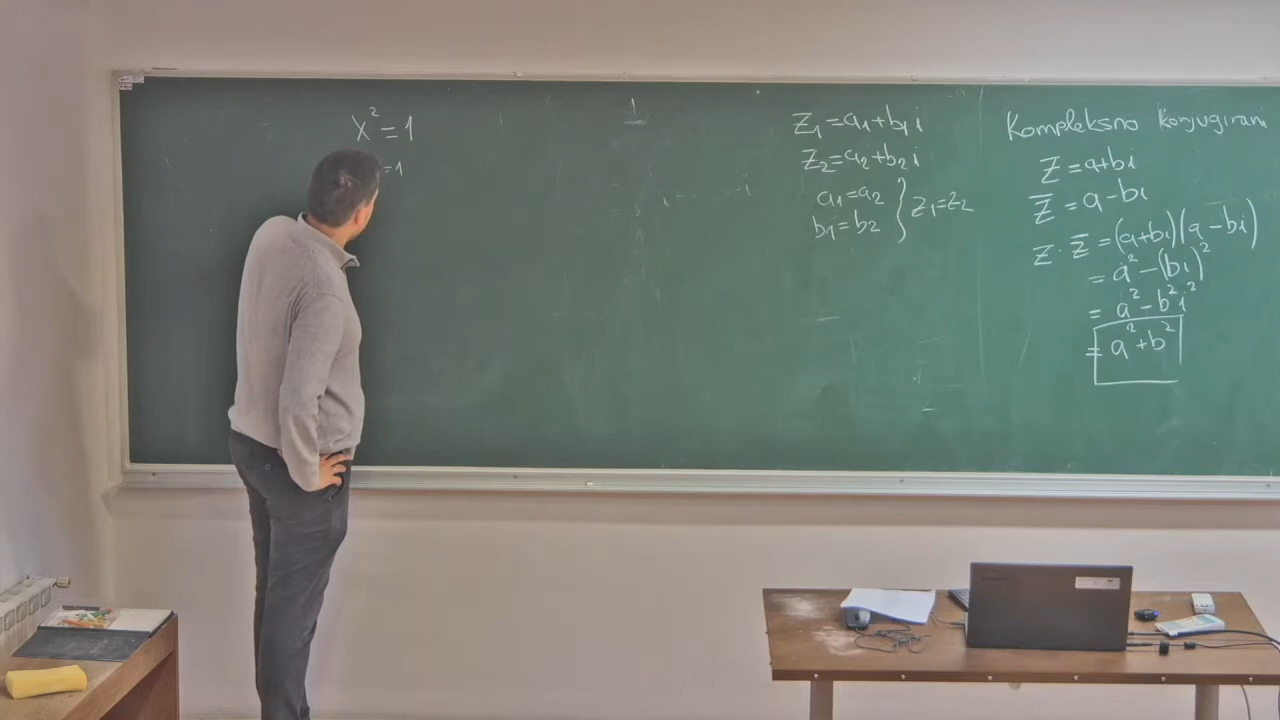 x² = 1
= 1
z₁ = a₁ + b₁i
z₂ = a₂ + b₂i
a₁ = a₂
b₁ = b₂ } z₁ = z₂
Kompleksno konjugirani
z = a + bi
z̅ = a - bi
z · z̅ = (a + bi)(a - bi)
= a² - (bi)²
= a² - b²i²
= a² + b²